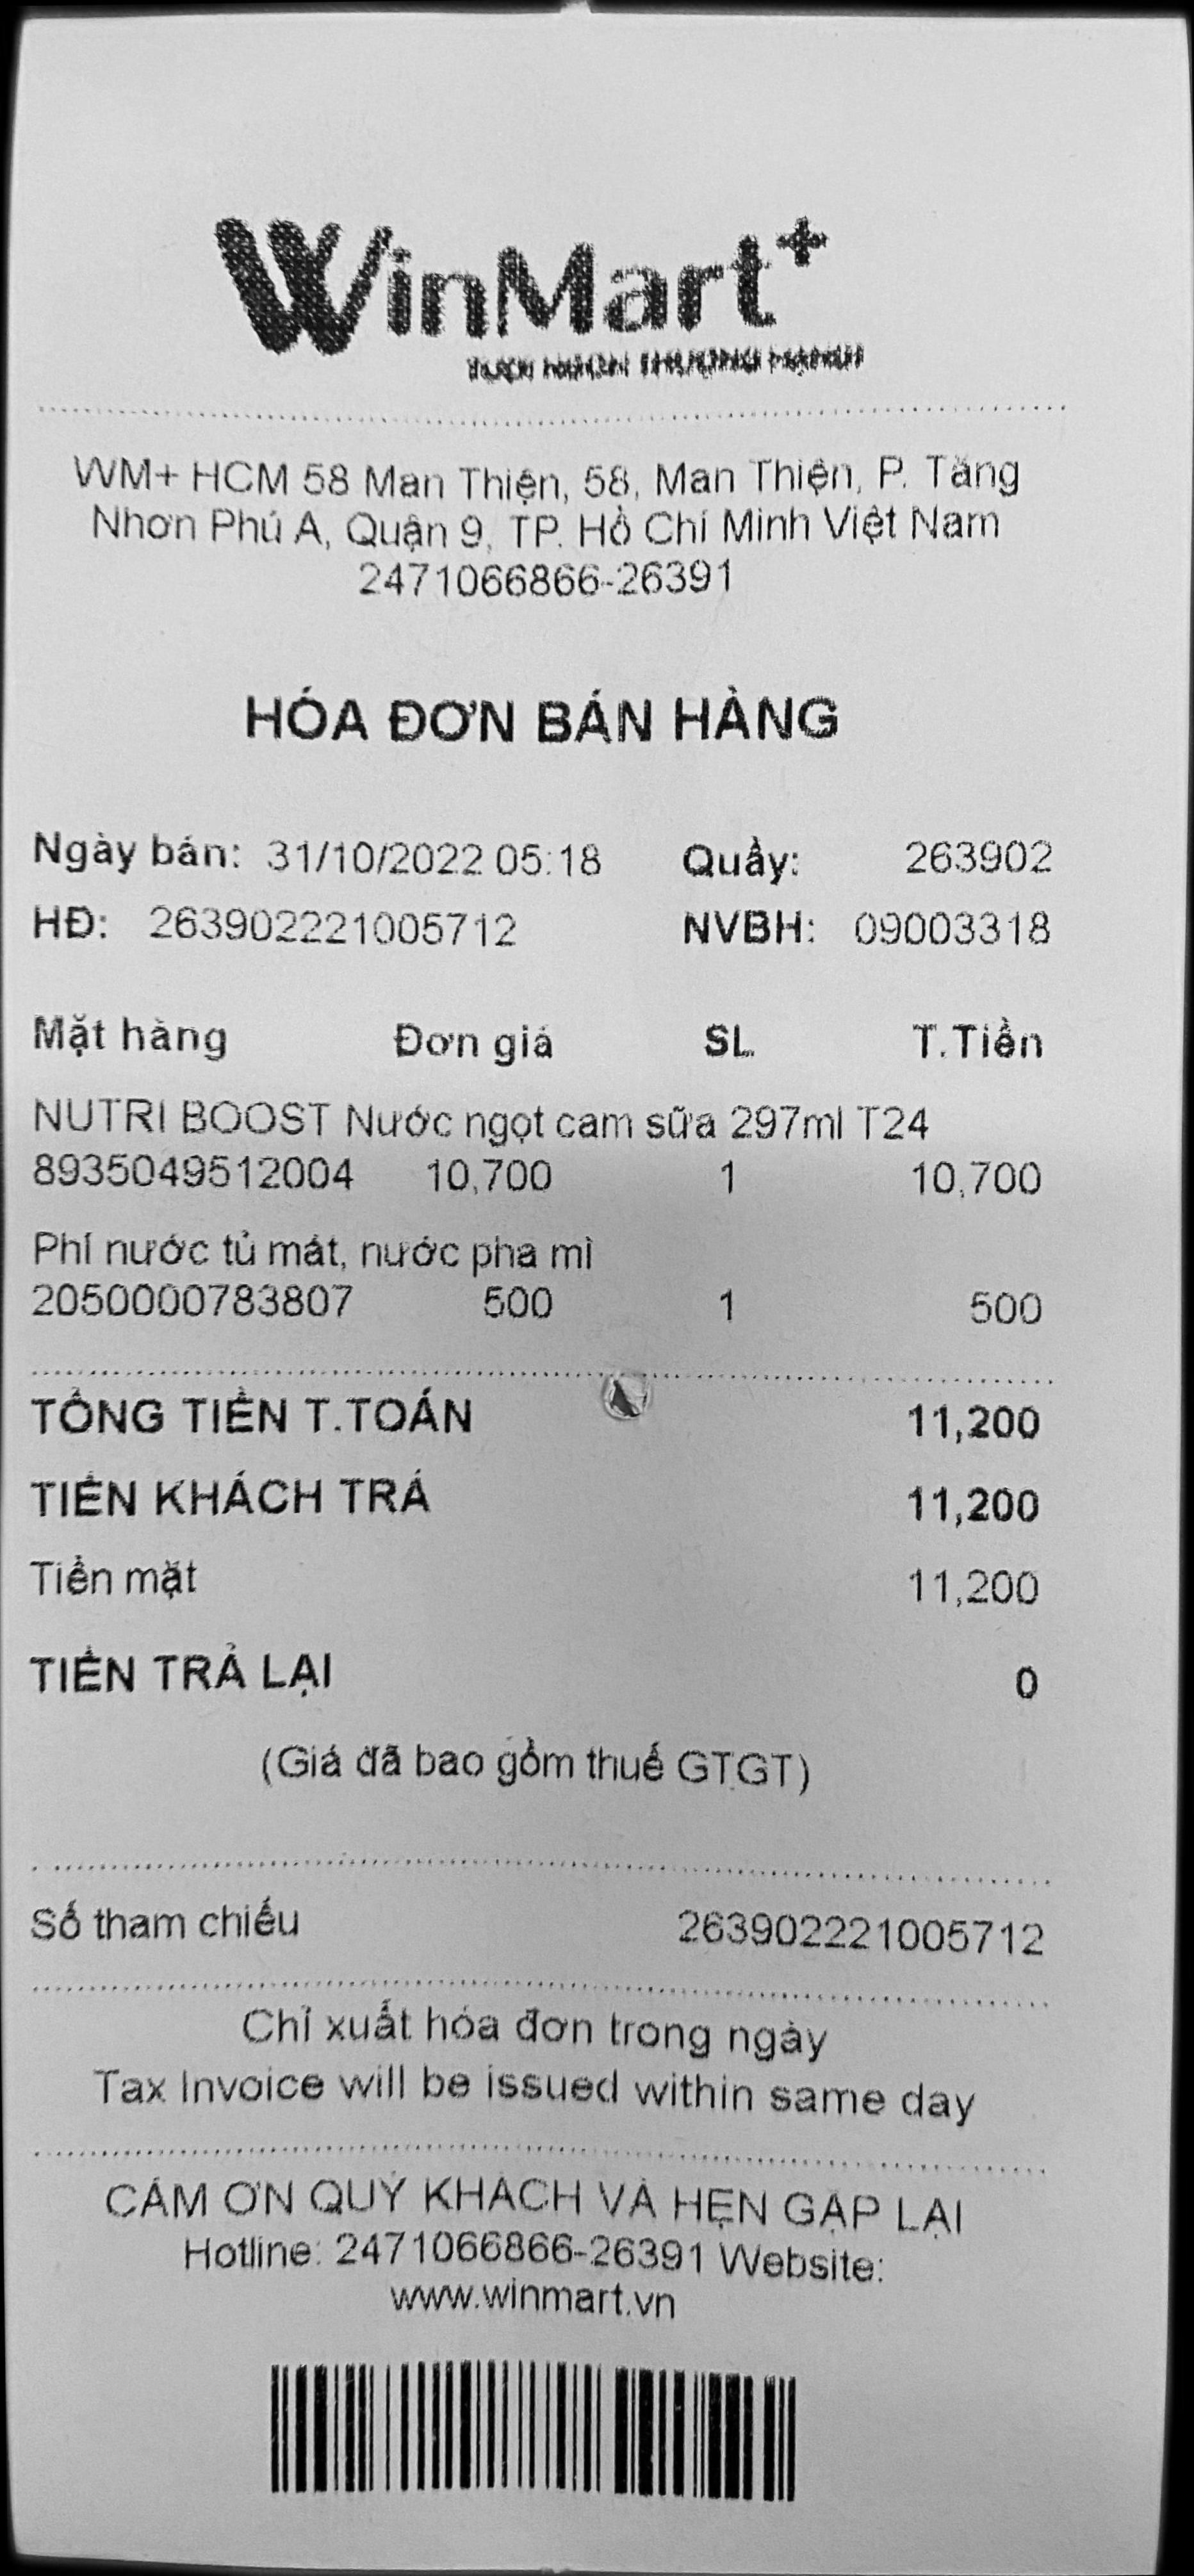 WinMart+
WM+ HCM 58 Man Thiện, 58, Man Thiện, P. Tăng
Nhơn Phú A, Quận 9, TP. Hồ Chí Minh Việt Nam
2471066866-26391
HÓA ĐƠN BÁN HÀNG
Ngày bán: 31/10/2022 05:18 Quầy: 263902
HĐ: 263902221005712 NVBH: 09003318
Mặt hàng Đơn giá SL T.Tiền
NUTRI BOOST Nước ngọt cam sữa 297ml T24
8935049512004 10,700 1 10,700
Phí nước tủ mát, nước pha mì
2050000783807 500 1 500
TỔNG TIỀN T.TOÁN 11,200
TIỀN KHÁCH TRẢ 11,200
Tiền mặt 11,200
TIỀN TRẢ LẠI 0
(Giá đã bao gồm thuế GTGT)
Số tham chiếu 263902221005712
Chỉ xuất hóa đơn trong ngày
Tax Invoice will be issued within same day
CẢM ƠN QUÝ KHÁCH VÀ HẸN GẶP LẠI
Hotline: 2471066866-26391 Website:
www.winmart.vn